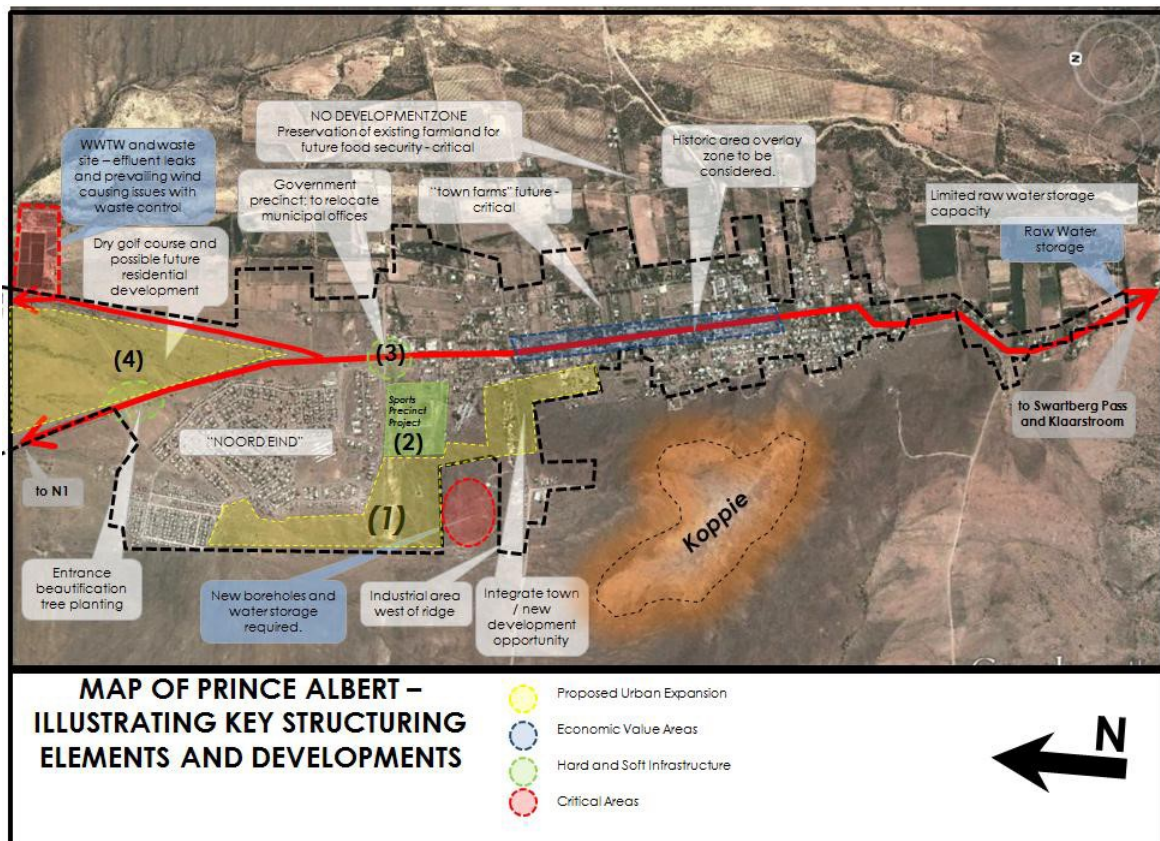 NO DEVELOPMENT ZONE
Preservation of existing farmland for
future food security - critical
WWTW and waste
site – effluent leaks
and prevailing wind
causing issues with
waste control
Government
precinct: to relocate
municipal offices
"town farms" future -
critical
Historic area overlay
zone to be
considered.
Limited raw water storage
capacity
Raw Water
storage
Dry golf course and
possible future
residential
development
(4)
(3)
Sports
Precinct
Project
(2)
"NOORD EIND"
(1)
to N1
to Swartberg Pass
and Klaarstroom
Koppie
Entrance
beautification
tree planting
New boreholes and
water storage
required.
Industrial area
west of ridge
Integrate town
/ new
development
opportunity
N
MAP OF PRINCE ALBERT –
ILLUSTRATING KEY STRUCTURING
ELEMENTS AND DEVELOPMENTS
Proposed Urban Expansion
Economic Value Areas
Hard and Soft Infrastructure
Critical Areas
N